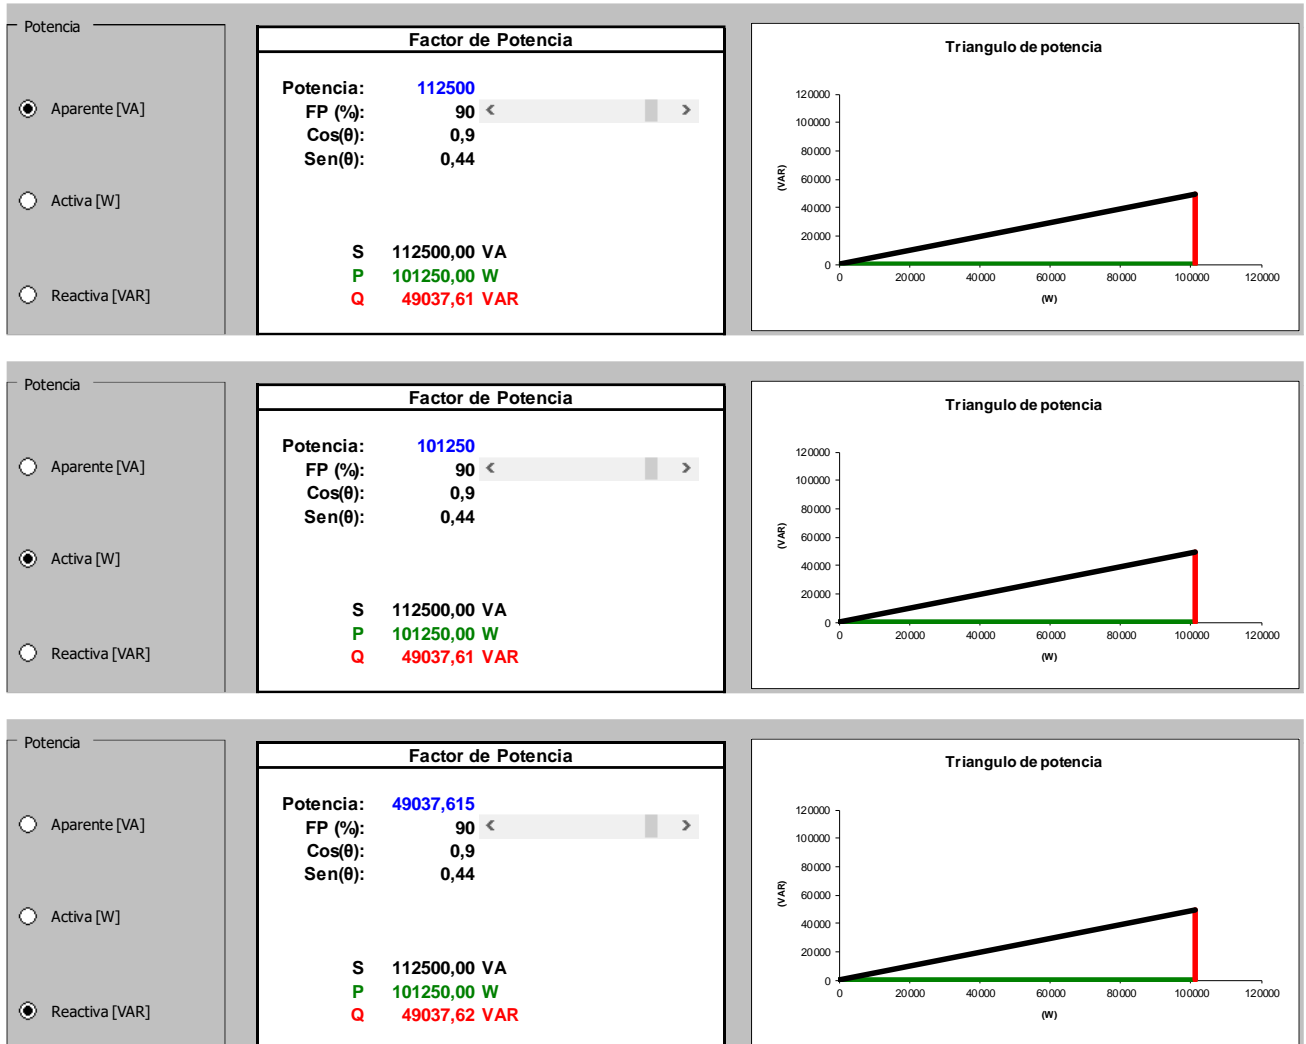 Potencia
Aparente [VA]
Activa [W]
Reactiva [VAR]
Factor de Potencia
Potencia: 112500
FP (%): 90
Cos(θ): 0,9
Sen(θ): 0,44
S 112500,00 VA
P 101250,00 W
Q 49037,61 VAR
Triangulo de potencia
120000
100000
80000
60000
40000
20000
0
(VAR)
0 20000 40000 60000 80000 100000 120000
(W)
Potencia
Aparente [VA]
Activa [W]
Reactiva [VAR]
Factor de Potencia
Potencia: 101250
FP (%): 90
Cos(θ): 0,9
Sen(θ): 0,44
S 112500,00 VA
P 101250,00 W
Q 49037,61 VAR
Triangulo de potencia
120000
100000
80000
60000
40000
20000
0
(VAR)
0 20000 40000 60000 80000 100000 120000
(W)
Potencia
Aparente [VA]
Activa [W]
Reactiva [VAR]
Factor de Potencia
Potencia: 49037,615
FP (%): 90
Cos(θ): 0,9
Sen(θ): 0,44
S 112500,00 VA
P 101250,00 W
Q 49037,62 VAR
Triangulo de potencia
120000
100000
80000
60000
40000
20000
0
(VAR)
0 20000 40000 60000 80000 100000 120000
(W)